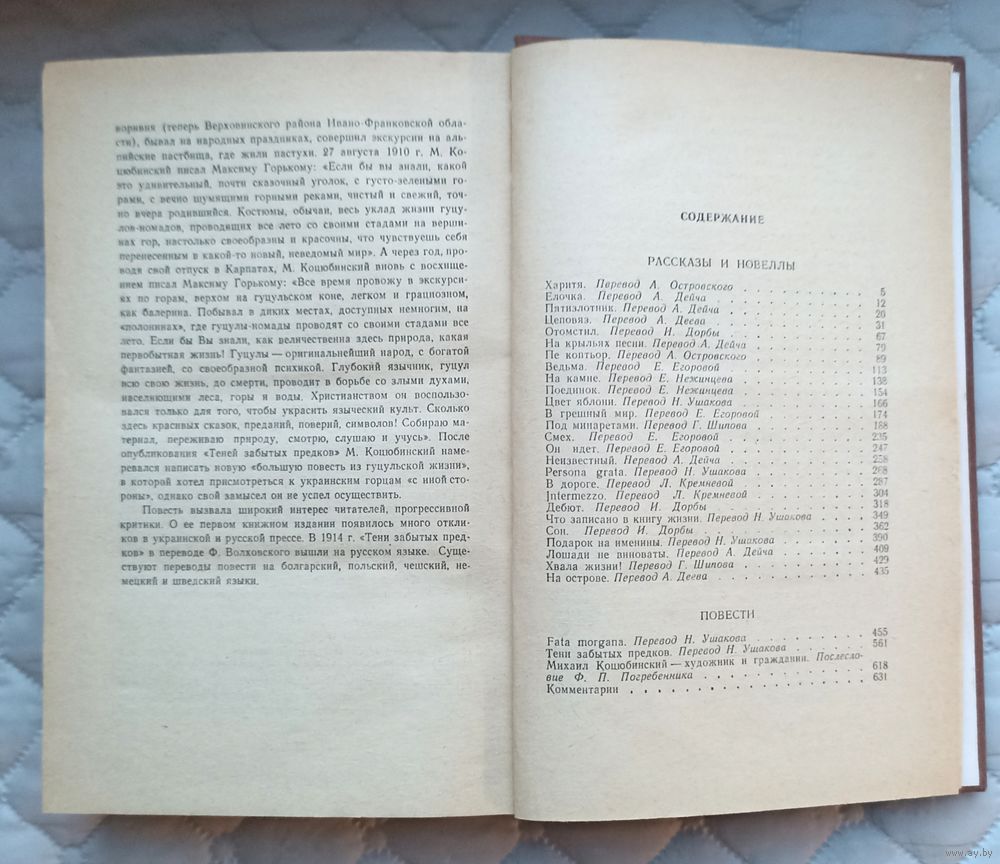 воривня (теперь Верховинского района Ивано-Франковской обла-
сти), бывал на народных праздниках, совершил экскурсии на аль-
пийские пастбища, где жили пастухи. 27 августа 1910 г. М. Ко-
цюбинский писал Максиму Горькому: «Если бы вы знали, какой
это удивительный, почти сказочный уголок, с густо-зелеными го-
рами, с вечно шумящими горными реками, чистый и свежий, точ-
но вчера родившийся. Костюмы, обычаи, весь уклад жизни гуцу-
лов-номадов, проводящих все лето со своими стадами на верши-
нах гор, настолько своеобразны и красочны, что чувствуешь себя
перенесенным в какой-то новый, неведомый мир». А через год, про-
водя свой отпуск в Карпатах, М. Коцюбинский вновь с восхище-
нием писал Максиму Горькому: «Все время провожу в экскурси-
ях по горам, верхом на гуцульском коне, легком и грациозном,
как балерина. Побывал в диких местах, доступных немногим, на
«полонинах», где гуцулы-номады проводят со своими стадами все
лето. Если бы Вы знали, как величественна здесь природа, какая
первобытная жизнь! Гуцулы — оригинальнейший народ, с богатой
фантазией, со своеобразной психикой. Глубокий язычник, гуцул
всю свою жизнь, до смерти, проводит в борьбе со злыми духами,
населяющими леса, горы и воды. Христианством он воспользо-
вался только для того, чтобы украсить языческий культ. Сколько
здесь красивых сказок, преданий, поверий, символов! Собираю ма-
териал, переживаю природу, смотрю, слушаю и учусь». После
опубликования «Теней забытых предков» М. Коцюбинский наме-
ревался написать новую «большую повесть из гуцульской жизни»,
в которой хотел присмотреться к украинским горцам «с иной сто-
роны», однако свой замысел он не успел осуществить.
Повесть вызвала широкий интерес читателей, прогрессивной
критики. О ее первом книжном издании появилось много откли-
ков в украинской и русской прессе. В 1914 г. «Тени забытых пред-
ков» в переводе Ф. Волховского вышли на русском языке. Суще-
ствуют переводы повести на болгарский, польский, чешский, не-
мецкий и шведский языки.
СОДЕРЖАНИЕ
РАССКАЗЫ И НОВЕЛЛЫ
Харитя. Перевод А. Островского . . . . . . . . 5
Елочка. Перевод А. Дейча . . . . . . . . 12
Пятизлотник. Перевод А. Дейча . . . . . . . . 20
Цеповяз. Перевод А. Деева . . . . . . . . 31
Отомстил. Перевод И. Дорбы . . . . . . . . 67
На крыльях песни. Перевод А. Дейча . . . . . . . . 79
Пе коптьор. Перевод А. Островского . . . . . . . . 89
Ведьма. Перевод Е. Егоровой . . . . . . . . 113
На камне. Перевод Е. Нежинцева . . . . . . . . 138
Поединок. Перевод Е. Нежинцева . . . . . . . . 154
Цвет яблони. Перевод Н. Ушакова . . . . . . . . 166
В грешный мир. Перевод Е. Егоровой . . . . . . . . 174
Под минаретами. Перевод Г. Шипова . . . . . . . . 188
Смех. Перевод Е. Егоровой . . . . . . . . 235
Он идет. Перевод Е. Егоровой . . . . . . . . 247
Неизвестный. Перевод А. Дейча . . . . . . . . 258
Persona grata. Перевод Н. Ушакова . . . . . . . . 268
В дороге. Перевод Л. Кремневой . . . . . . . . 287
Intermezzo. Перевод Л. Кремневой . . . . . . . . 304
Дебют. Перевод И. Дорбы . . . . . . . . 318
Что записано в книгу жизни. Перевод Н. Ушакова . . 349
Сон. Перевод И. Дорбы . . . . . . . . 362
Подарок на именины. Перевод Н. Ушакова . . . . . . 390
Лошади не виноваты. Перевод А. Дейча . . . . . . . 409
Хвала жизни! Перевод Г. Шипова . . . . . . . . 429
На острове. Перевод А. Деева . . . . . . . . 435
ПОВЕСТИ
Fata morgana. Перевод Н. Ушакова . . . . . . . . 455
Тени забытых предков. Перевод Н. Ушакова . . . . . 561
Михаил Коцюбинский — художник и гражданин. Послесло-
вие Ф. П. Погребенника . . . . . . . . 618
Комментарии . . . . . . . . 631
www.ay.by